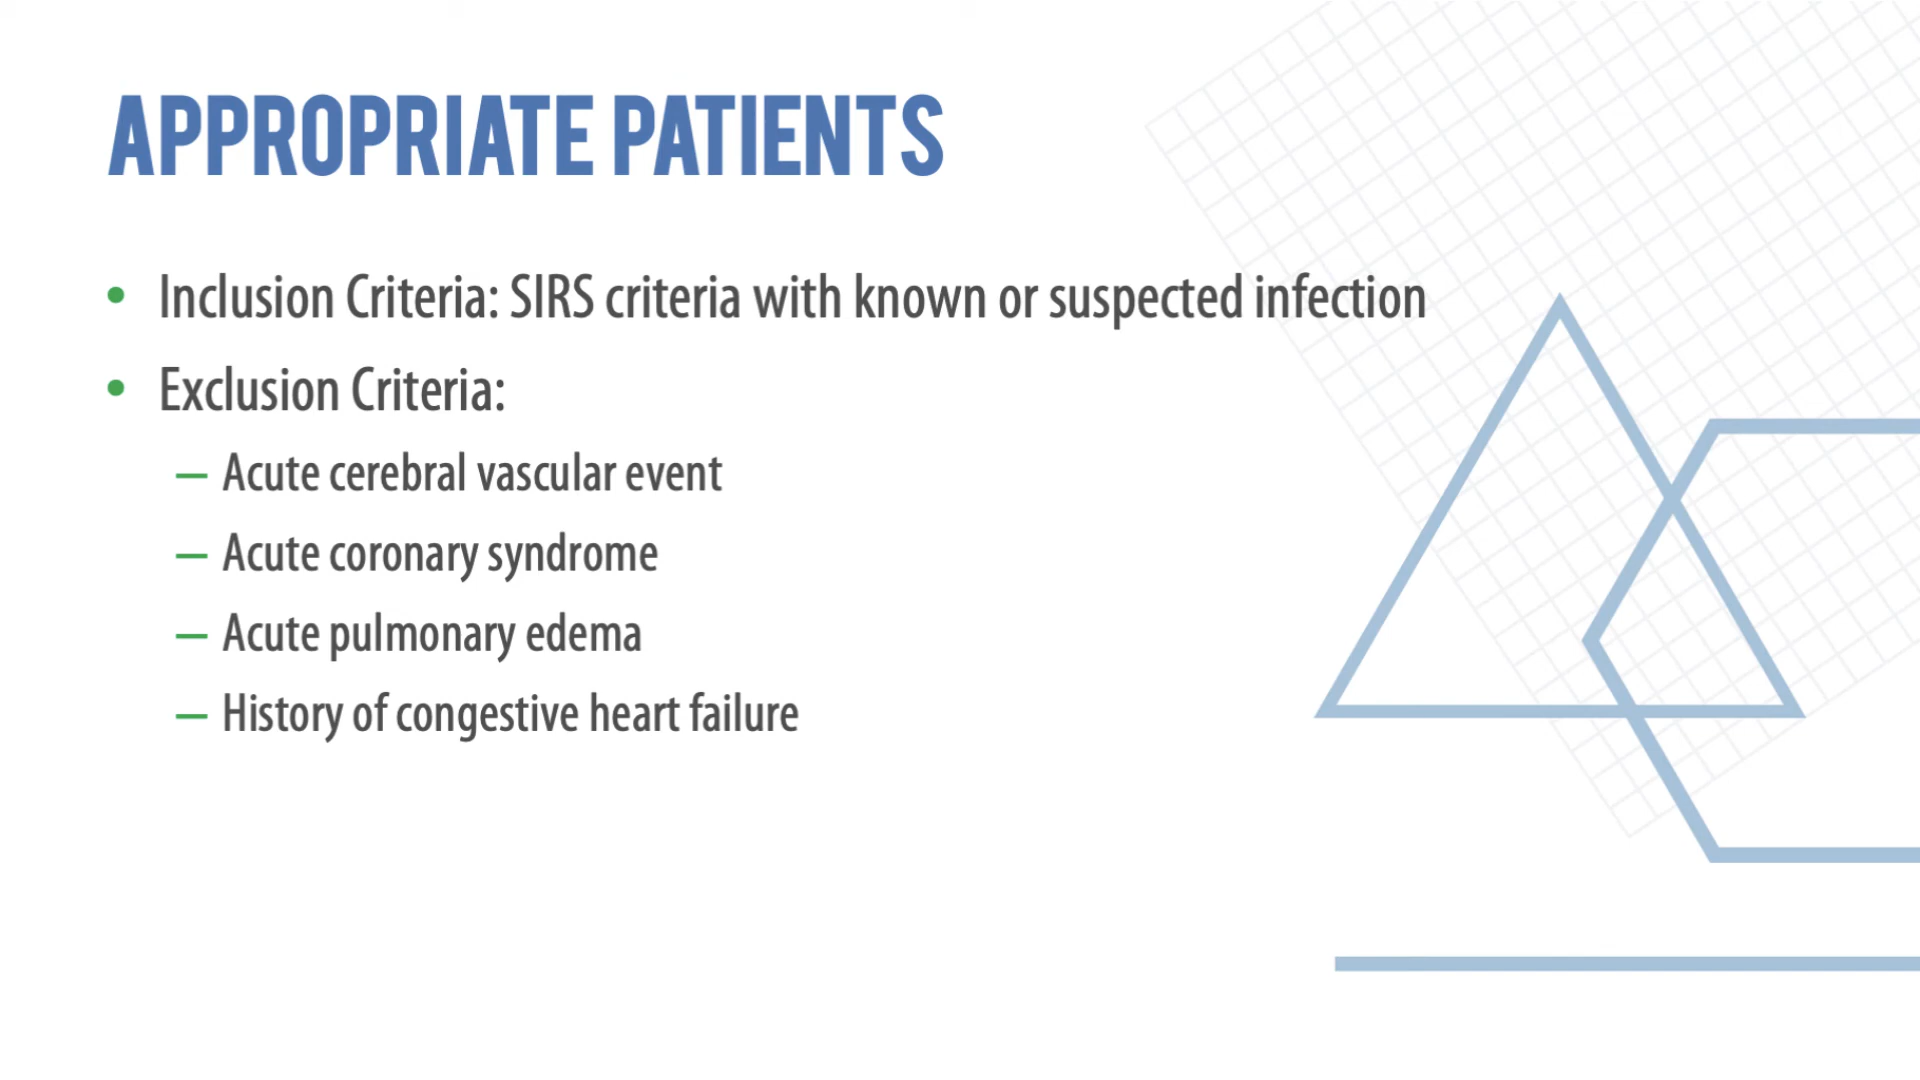 APPROPRIATE PATIENTS
• Inclusion Criteria: SIRS criteria with known or suspected infection
• Exclusion Criteria:
– Acute cerebral vascular event
– Acute coronary syndrome
– Acute pulmonary edema
– History of congestive heart failure